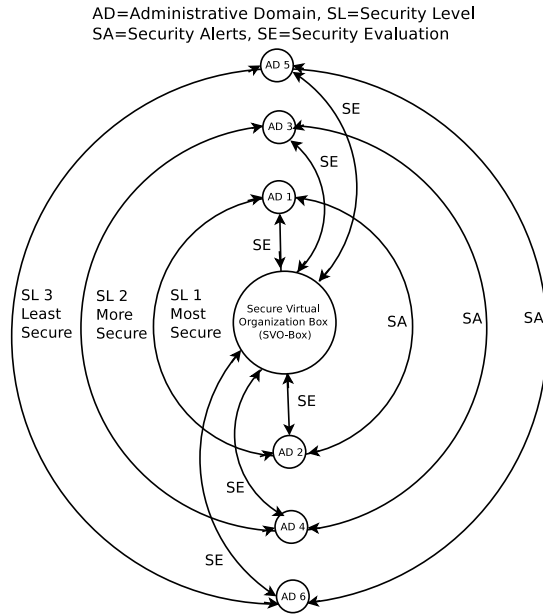 AD=Administrative Domain, SL=Security Level
SA=Security Alerts, SE=Security Evaluation
AD 5
SE
AD 3
SE
AD 1
SE
SL 3
Least
Secure
SL 2
More
Secure
SL 1
Most
Secure
Secure Virtual
Organization Box
(SVO-Box)
SA
SA
SA
SE
AD 2
SE
AD 4
SE
AD 6